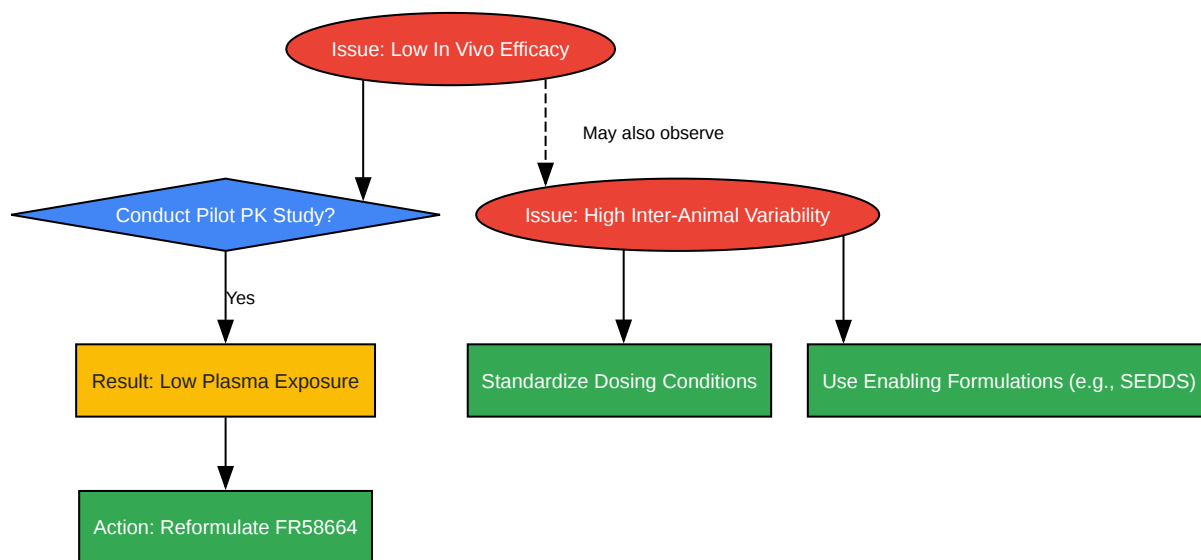 Issue: Low In Vivo Efficacy
May also observe
Conduct Pilot PK Study?
Issue: High Inter-Animal Variability
Yes
Result: Low Plasma Exposure
Standardize Dosing Conditions
Use Enabling Formulations (e.g., SEDDS)
Action: Reformulate FR58664